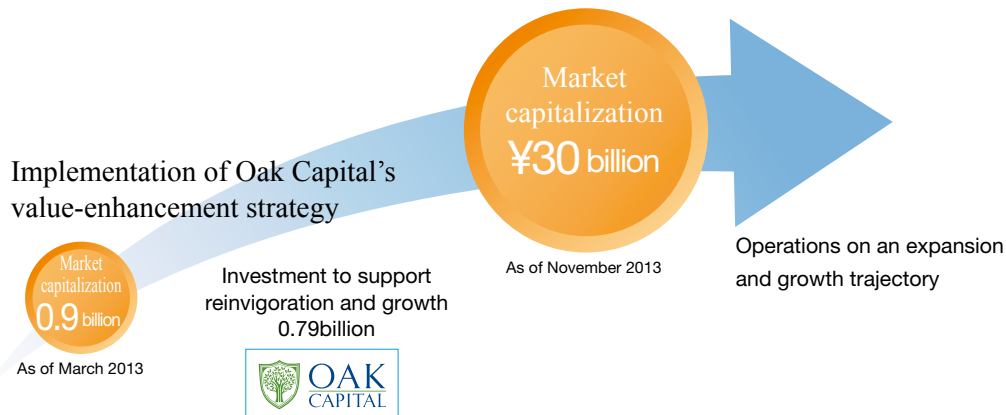 Market
capitalization
¥30 billion
Implementation of Oak Capital’s
value-enhancement strategy
Market
capitalization
0.9 billion
As of March 2013
Investment to support
reinvigoration and growth
0.79billion
OAK
CAPITAL
As of November 2013
Operations on an expansion
and growth trajectory